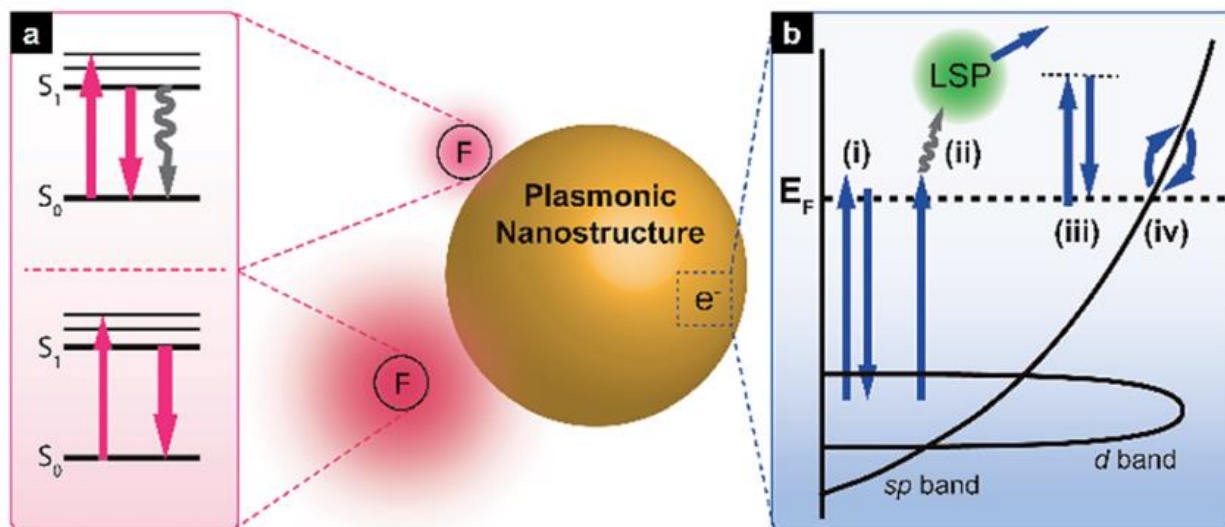 a
S1
S0
S1
S0
F
F
Plasmonic
Nanostructure
e-
b
LSP
(i)
(ii)
EF
(iii)
(iv)
d band
sp band